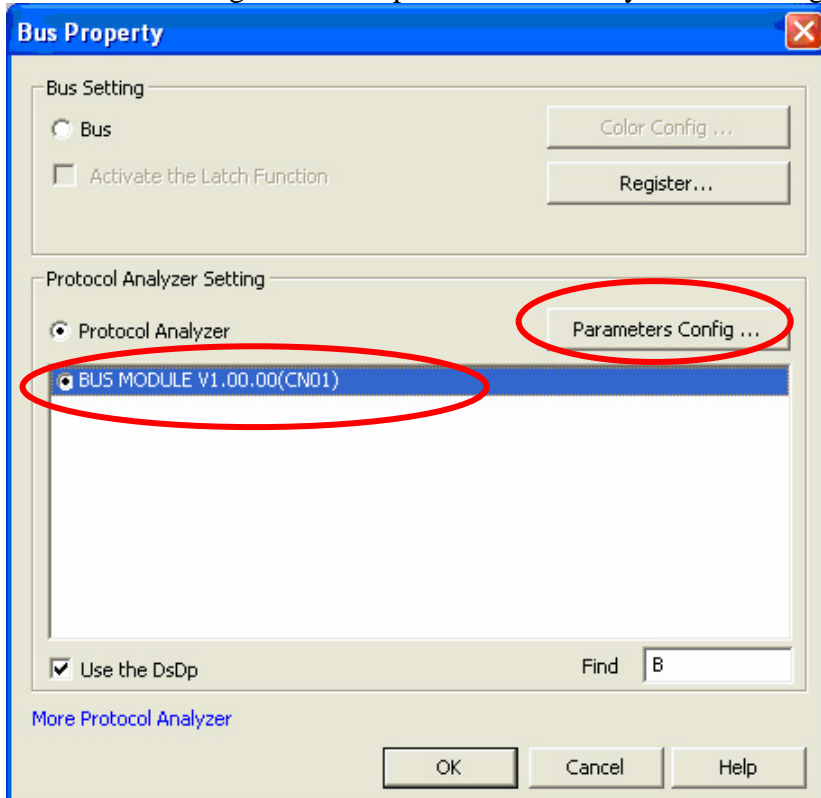 Bus Property
Bus Setting
Bus
Color Config ...
Activate the Latch Function
Register...
Protocol Analyzer Setting
Protocol Analyzer
Parameters Config ...
BUS MODULE V1.00.00(CN01)
Use the DsDp
Find
B
More Protocol Analyzer
OK
Cancel
Help